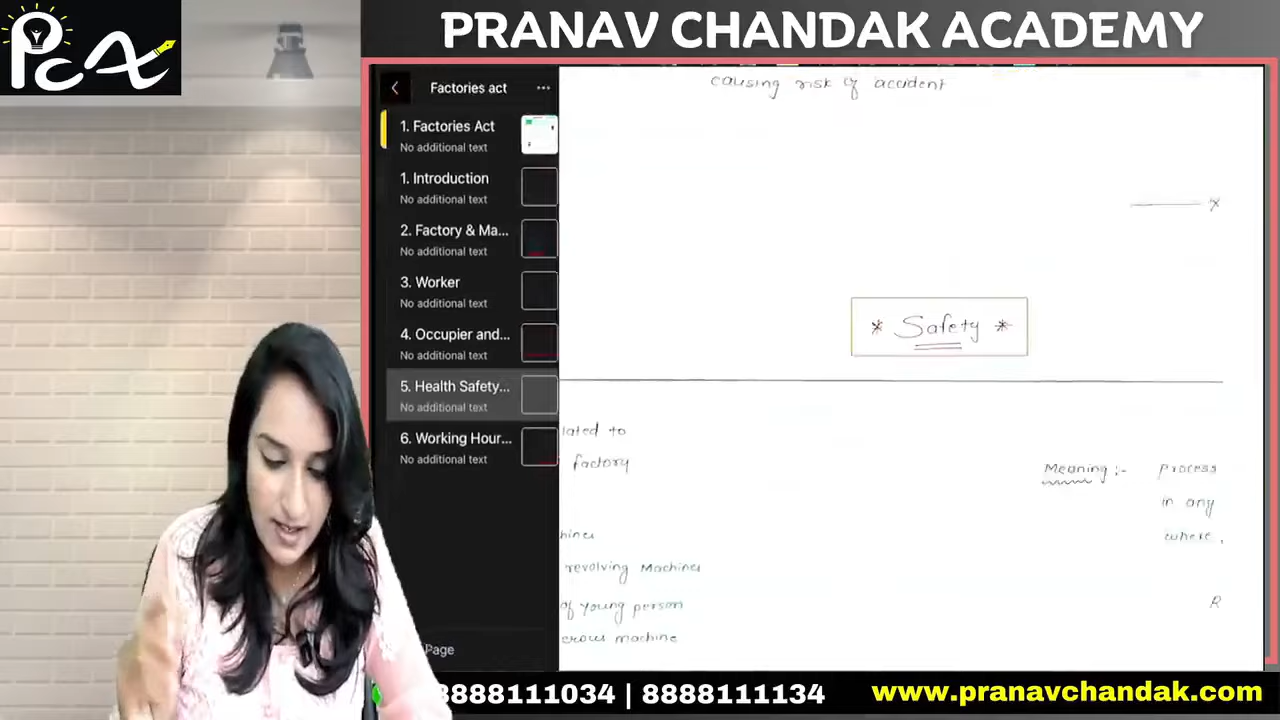 PCA
PRANAV CHANDAK ACADEMY
Factories act
1. Factories Act
No additional text
1. Introduction
No additional text
2. Factory & Ma...
No additional text
3. Worker
No additional text
4. Occupier and...
No additional text
5. Health Safety...
No additional text
6. Working Hour...
No additional text
Page
causing risk of accident
x
* Safety *
lated to
factory
hines
revolving Machines
of young person
erous machine
Meaning :- Process
in any
where,
R
8888111034 | 8888111134
www.pranavchandak.com